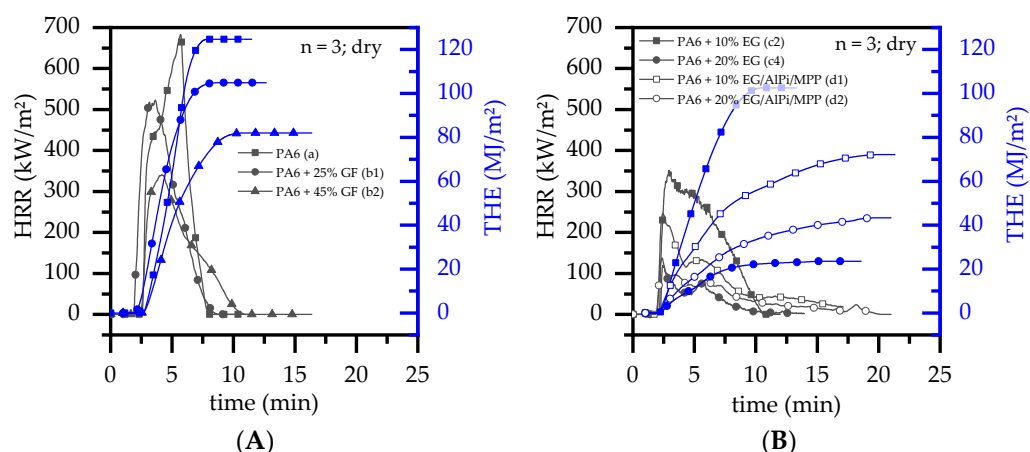 700
600
500
400
300
200
100
0
HRR (kW/m²)
n = 3; dry
PA6 (a)
PA6 + 25% GF (b1)
PA6 + 45% GF (b2)
120
100
80
60
40
20
0
THE (MJ/m²)
0 5 10 15 20 25
time (min)
(A)
700
600
500
400
300
200
100
0
HRR (kW/m²)
n = 3; dry
PA6 + 10% EG (c2)
PA6 + 20% EG (c4)
PA6 + 10% EG/AlPi/MPP (d1)
PA6 + 20% EG/AlPi/MPP (d2)
120
100
80
60
40
20
0
THE (MJ/m²)
0 5 10 15 20 25
time (min)
(B)